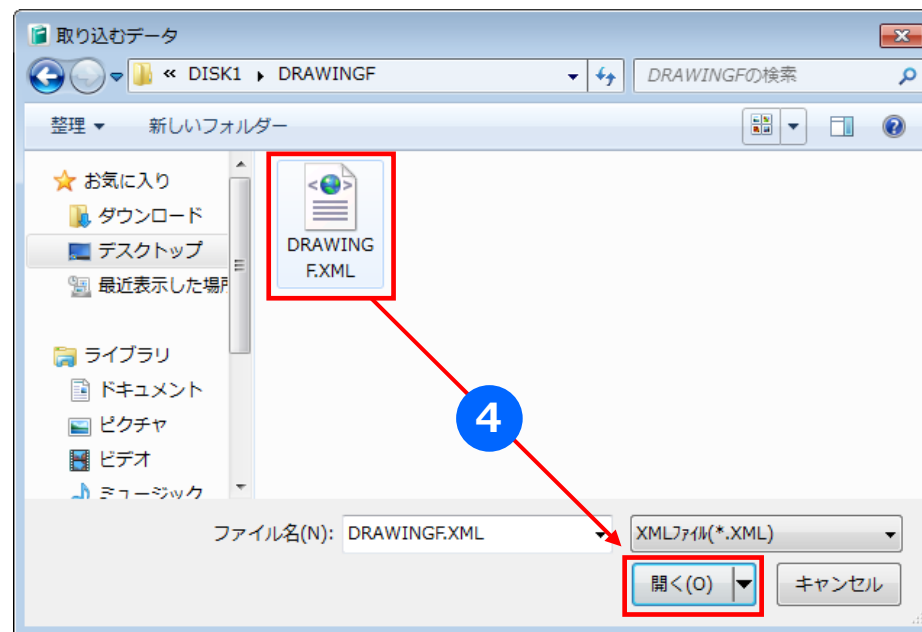 取り込むデータ
« DISK1 DRAWINGF
DRAWINGFの検索
整理 新しいフォルダー
お気に入り
ダウンロード
デスクトップ
最近表示した場所
ライブラリ
ドキュメント
ピクチャ
ビデオ
ミュージック
DRAWING
F.XML
4
ファイル名(N): DRAWINGF.XML
XMLファイル(*.XML)
開く(O) キャンセル